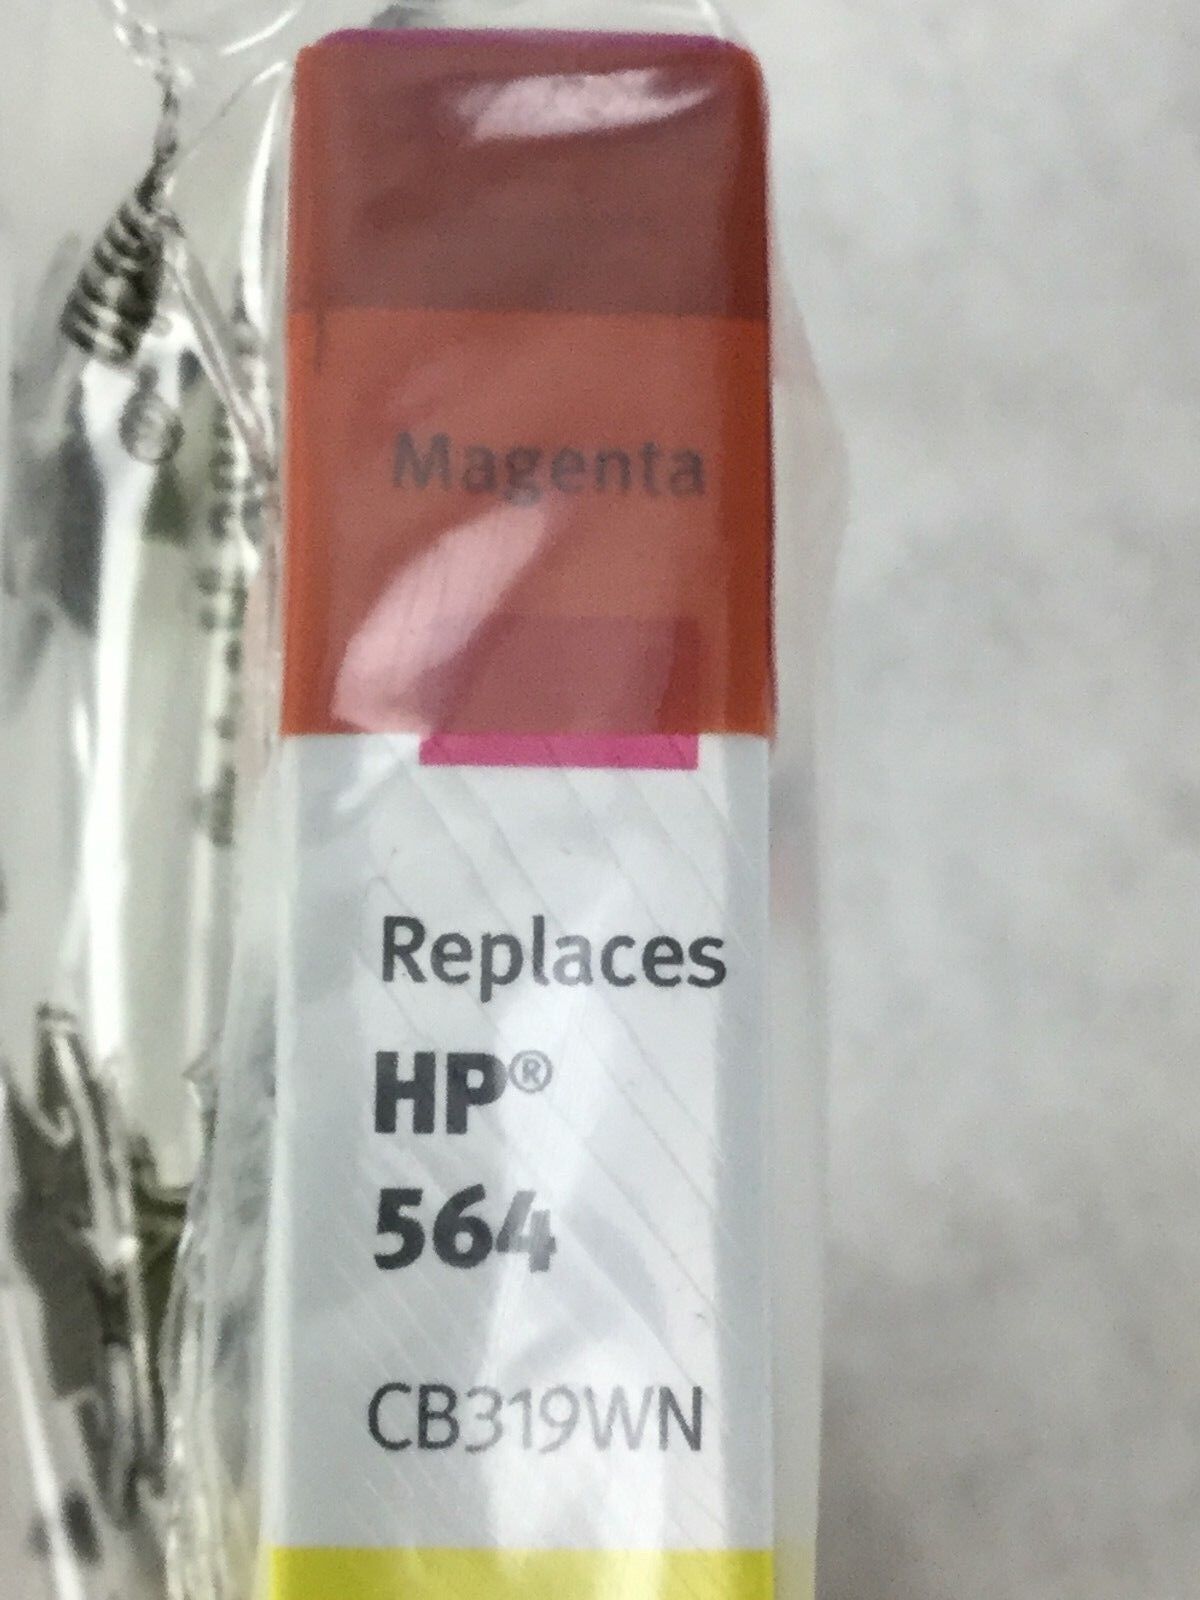 Magenta
Replaces
HP®
564
CB319WN